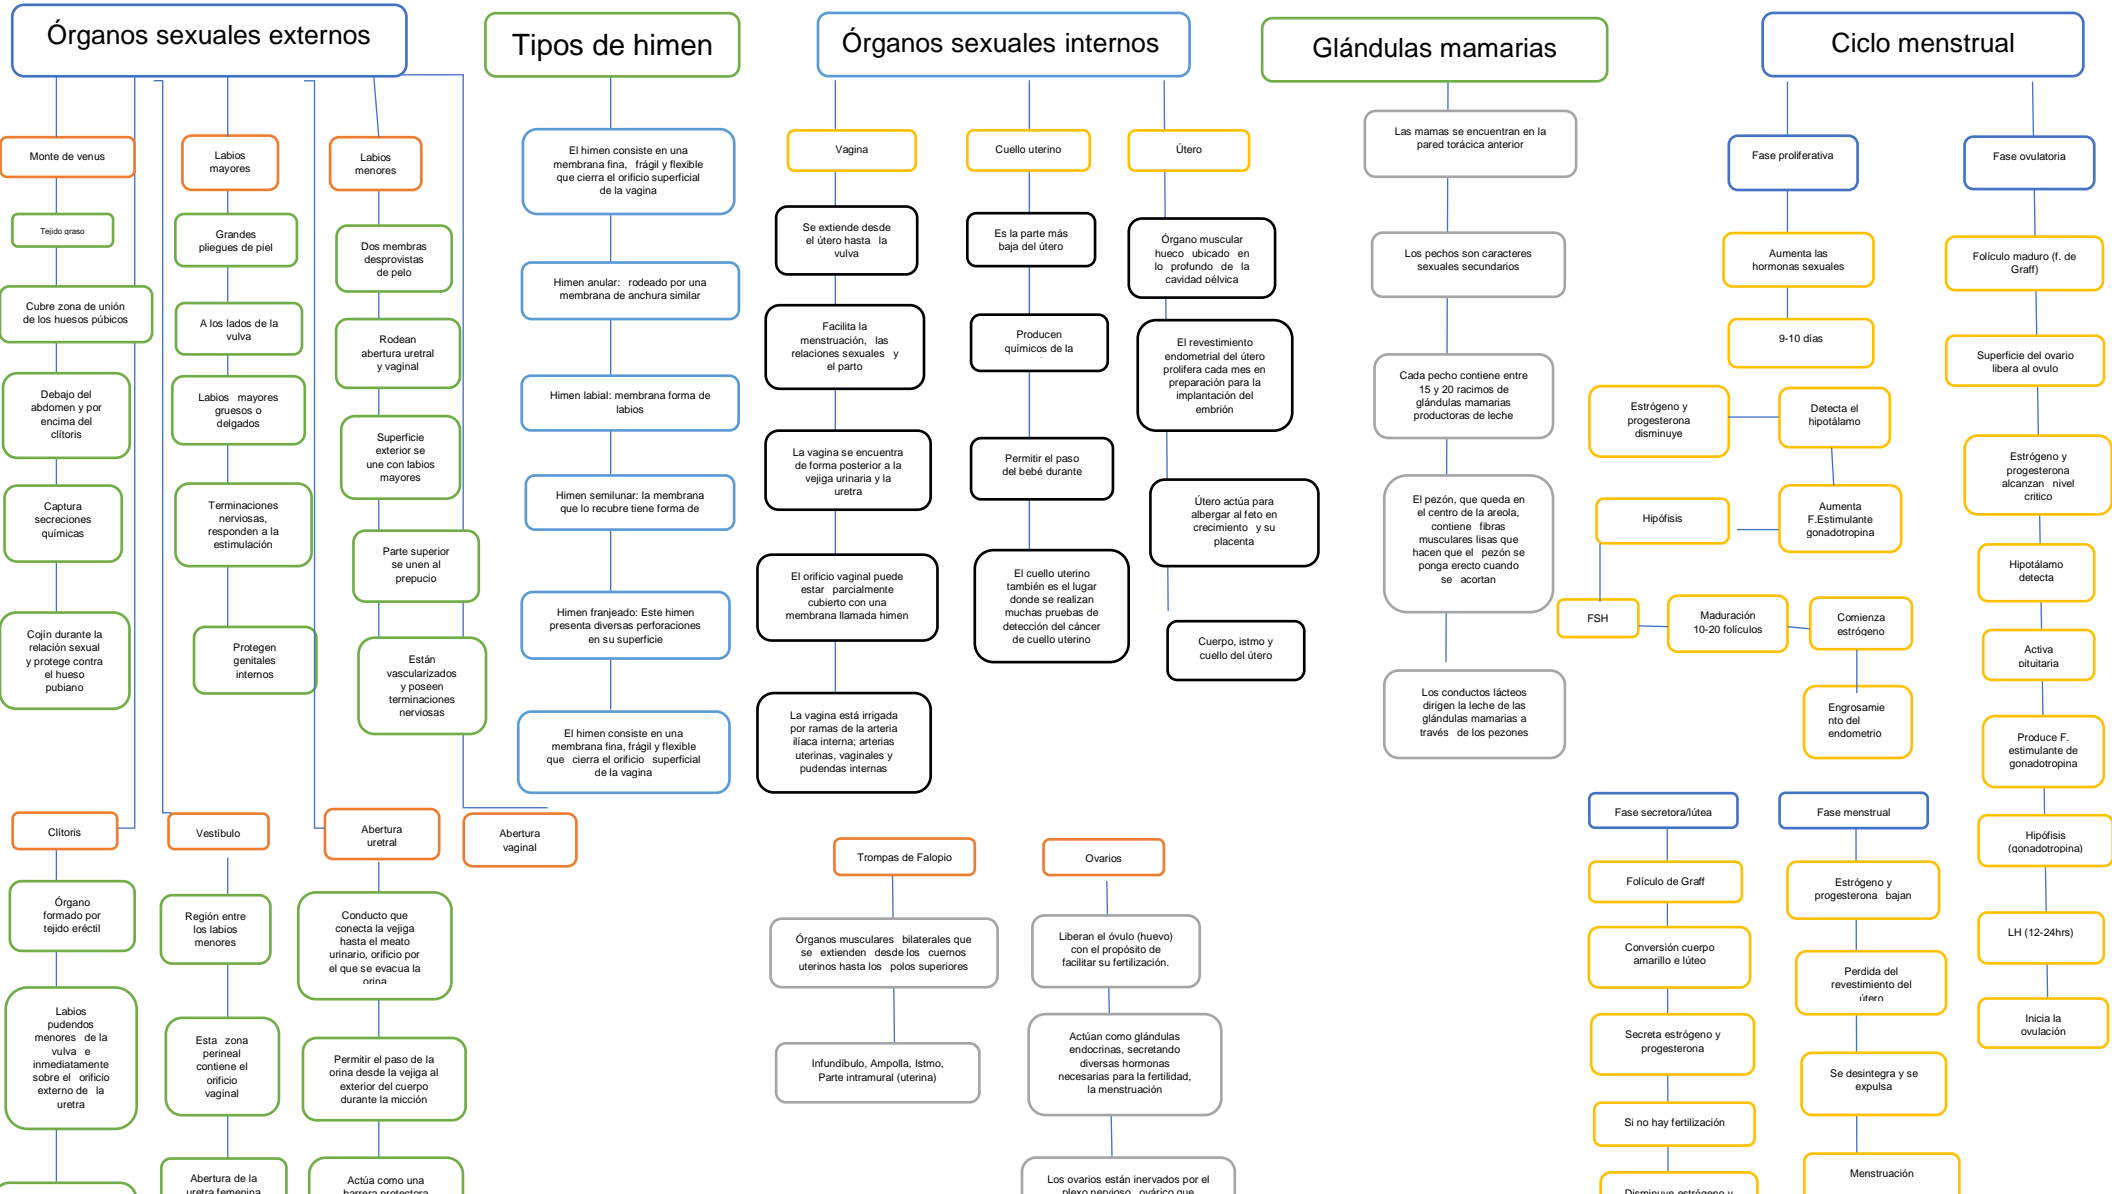 Órganos sexuales externos
Tipos de himen
Órganos sexuales internos
Glándulas mamarias
Ciclo menstrual
Monte de venus
Tejido graso
Cubre zona de unión
de los huesos púbicos
Debajo del
abdomen y por
encima del
clítoris
Captura
secreciones
químicas
Cojín durante la
relación sexual
y protege contra
el hueso
pubiano
Labios
mayores
Grandes
pliegues de piel
A los lados de la
vulva
Labios mayores
gruesos o
delgados
Terminaciones
nerviosas,
responden a la
estimulación
Protegen
genitales
internos
Labios
menores
Dos membras
desprovistas
de pelo
Rodean
abertura uretral
y vaginal
Superficie
exterior se
une con labios
mayores
Parte superior
se unen al
prepucio
Están
vascularizados
y poseen
terminaciones
nerviosas
El himen consiste en una
membrana fina, frágil y flexible
que cierra el orificio superficial
de la vagina
Himen anular: rodeado por una
membrana de anchura similar
Himen labial: membrana forma de
labios
Himen semilunar: la membrana
que lo recubre tiene forma de
Himen franjeado: Este himen
presenta diversas perforaciones
en su superficie
El himen consiste en una
membrana fina, frágil y flexible
que cierra el orificio superficial
de la vagina
Vagina
Se extiende desde
el útero hasta la
vulva
Facilita la
menstruación, las
relaciones sexuales y
el parto
La vagina se encuentra
de forma posterior a la
vejiga urinaria y la
uretra
El orificio vaginal puede
estar parcialmente
cubierto con una
membrana llamada himen
La vagina está irrigada
por ramas de la arteria
ilíaca interna; arterias
uterinas, vaginales y
pudendas internas
Cuello uterino
Es la parte más
baja del útero
Producen
químicos de la
Permitir el paso
del bebé durante
El cuello uterino
también es el lugar
donde se realizan
muchas pruebas de
detección del cáncer
de cuello uterino
Útero
Órgano muscular
hueco ubicado en
lo profundo de la
cavidad pélvica
El revestimiento
endometrial del útero
prolifera cada mes en
preparación para la
implantación del
embrión
Útero actúa para
albergar al feto en
crecimiento y su
placenta
Cuerpo, istmo y
cuello del útero
Las mamas se encuentran en la
pared torácica anterior
Los pechos son caracteres
sexuales secundarios
Cada pecho contiene entre
15 y 20 racimos de
glándulas mamarias
productoras de leche
El pezón, que queda en
el centro de la areola,
contiene fibras
musculares lisas que
hacen que el pezón se
ponga erecto cuando
se acortan
Los conductos lácteos
dirigen la leche de las
glándulas mamarias a
través de los pezones
Fase proliferativa
Aumenta las
hormonas sexuales
9-10 días
Estrógeno y
progesterona
disminuye
Detecta el
hipotálamo
Aumenta
F.Estimulante
gonadotropina
Hipófisis
FSH
Maduración
10-20 folículos
Comienza
estrógeno
Engrosamie
nto del
endometrio
Fase ovulatoria
Folículo maduro (f. de
Graff)
Superficie del ovario
libera al ovulo
Estrógeno y
progesterona
alcanzan nivel
critico
Hipotálamo
detecta
Activa
pituitaria
Produce F.
estimulante de
gonadotropina
Hipófisis
(gonadotropina)
LH (12-24hrs)
Inicia la
ovulación
Clítoris
Órgano
formado por
tejido eréctil
Labios
pudendos
menores de la
vulva e
inmediatamente
sobre el orificio
externo de la
uretra
Vestíbulo
Región entre
los labios
menores
Esta zona
perineal
contiene el
orificio
vaginal
Abertura de la
uretra femenina
Abertura
uretral
Conducto que
conecta la vejiga
hasta el meato
urinario, orificio por
el que se evacua la
orina
Permitir el paso de la
orina desde la vejiga al
exterior del cuerpo
durante la micción
Actúa como una
barrera protectora
Abertura
vaginal
Trompas de Falopio
Órganos musculares bilaterales que
se extienden desde los cuernos
uterinos hasta los polos superiores
Infundíbulo, Ampolla, Istmo,
Parte intramural (uterina)
Ovarios
Liberan el óvulo (huevo)
con el propósito de
facilitar su fertilización.
Actúan como glándulas
endocrinas, secretando
diversas hormonas
necesarias para la fertilidad,
la menstruación
Los ovarios están inervados por el
plexo nervioso ovárico que
Fase secretora/lútea
Folículo de Graff
Conversión cuerpo
amarillo e lúteo
Secreta estrógeno y
progesterona
Si no hay fertilización
Disminuye estrógeno y
Fase menstrual
Estrógeno y
progesterona bajan
Perdida del
revestimiento del
útero
Se desintegra y se
expulsa
Menstruación